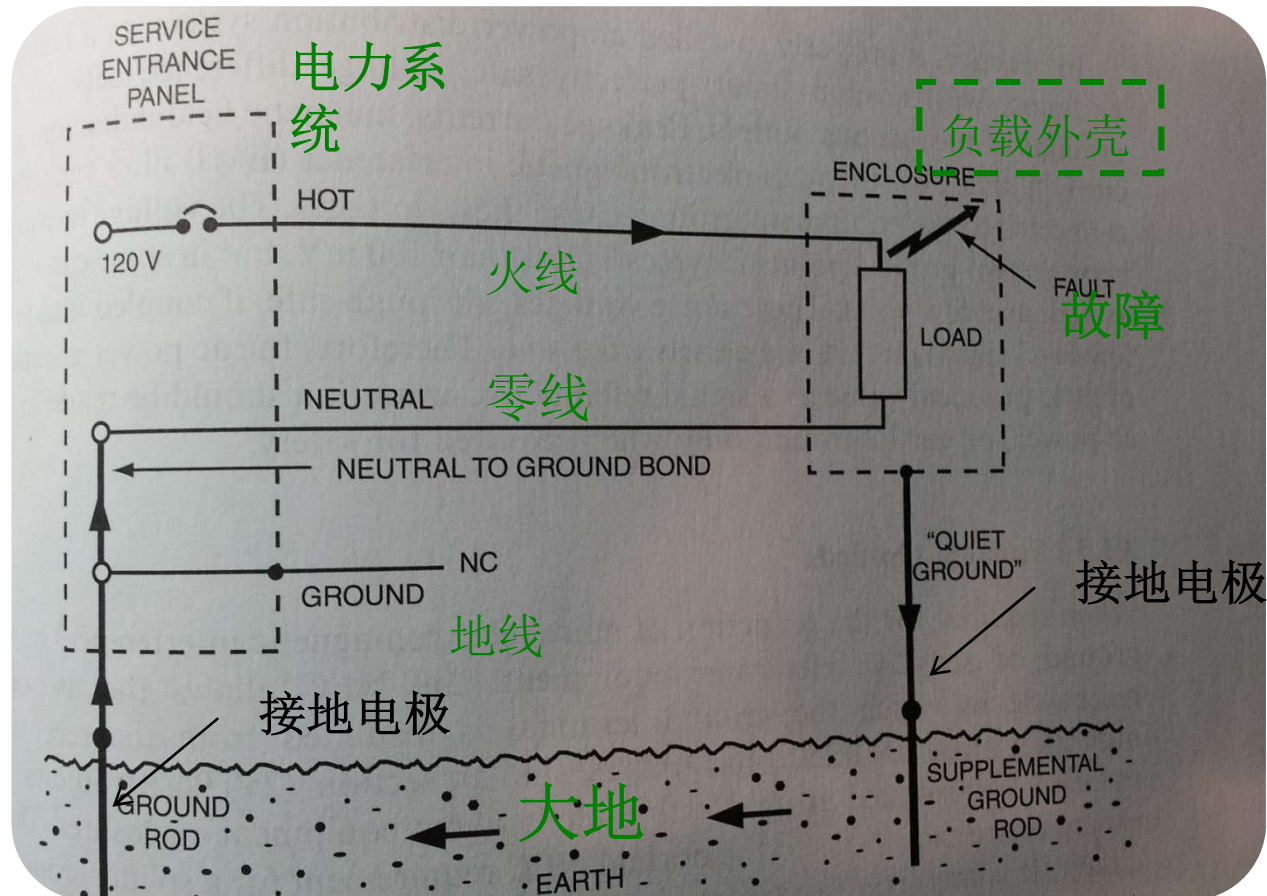 SERVICE
ENTRANCE
PANEL
电力系
统
负载外壳
ENCLOSURE
HOT
120 V
火线
FAULT
故障
LOAD
NEUTRAL
零线
NEUTRAL TO GROUND BOND
"QUIET
GROUND"
NC
GROUND
接地电极
地线
接地电极
SUPPLEMENTAL
GROUND
ROD
GROUND
ROD
大地
EARTH